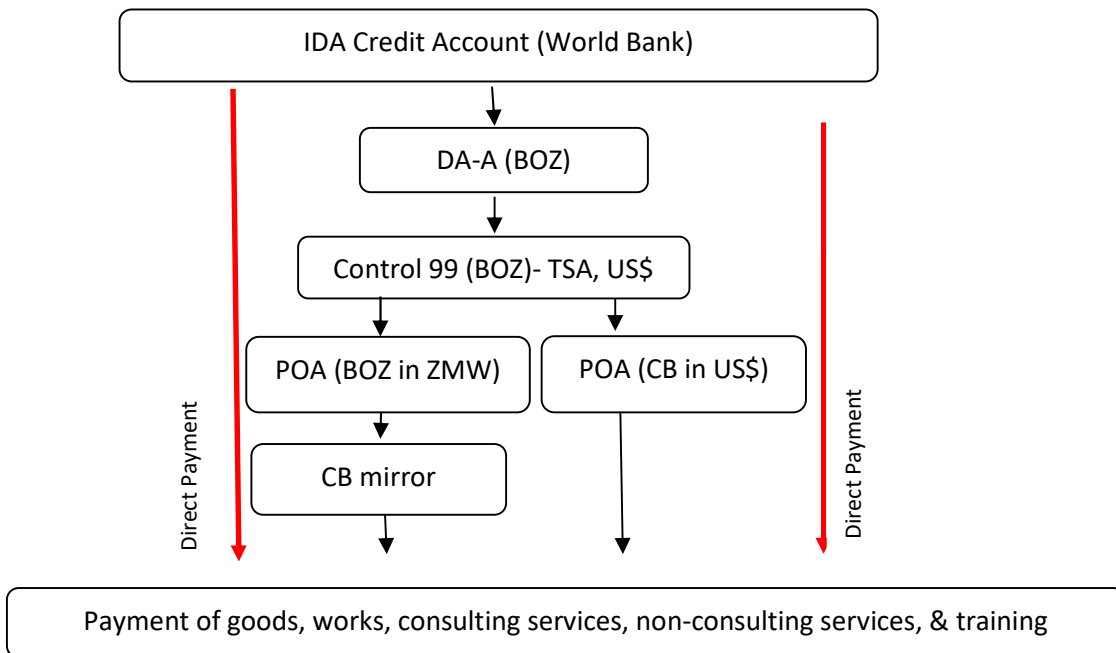 IDA Credit Account (World Bank)
DA-A (BOZ)
Control 99 (BOZ)- TSA, US$
POA (BOZ in ZMW)
POA (CB in US$)
CB mirror
Direct Payment
Direct Payment
Payment of goods, works, consulting services, non-consulting services, & training